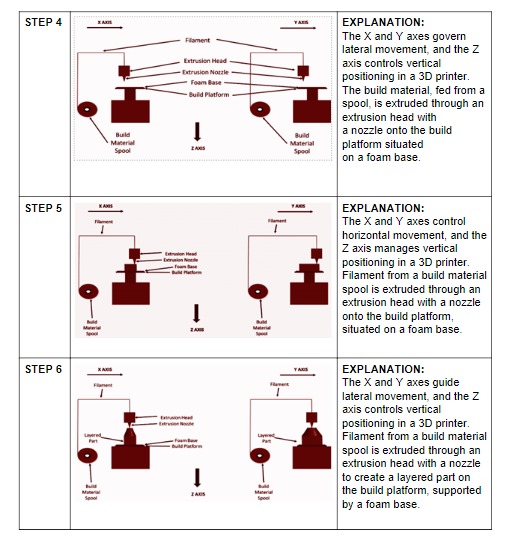 STEP 4
X AXIS
Y AXIS
Filament
Extrusion Head
Extrusion Nozzle
Foam Base
Build Platform
Build
Material
Spool
Build
Material
Spool
Z AXIS
EXPLANATION:
The X and Y axes govern
lateral movement, and the Z
axis controls vertical
positioning in a 3D printer.
The build material, fed from a
spool, is extruded through an
extrusion head with
a nozzle onto the build
platform situated
on a foam base.
STEP 5
X AXIS
Y AXIS
Filament
Filament
Extrusion Head
Extrusion Nozzle
Foam Base
Build Platform
Build
Material
Spool
Build
Material
Spool
Z AXIS
EXPLANATION:
The X and Y axes control
horizontal movement, and the
Z axis manages vertical
positioning in a 3D printer.
Filament from a build material
spool is extruded through an
extrusion head with a nozzle
onto the build platform,
situated on a foam base.
STEP 6
X AXIS
Y AXIS
Filament
Filament
Extrusion Head
Extrusion Nozzle
Layered
Part
Layered
Part
Foam Base
Build Platform
Build
Material
Spool
Build
Material
Spool
Z AXIS
EXPLANATION:
The X and Y axes guide
lateral movement, and the Z
axis controls vertical
positioning in a 3D printer.
Filament from a build material
spool is extruded through an
extrusion head with a nozzle
to create a layered part on
the build platform, supported
by a foam base.